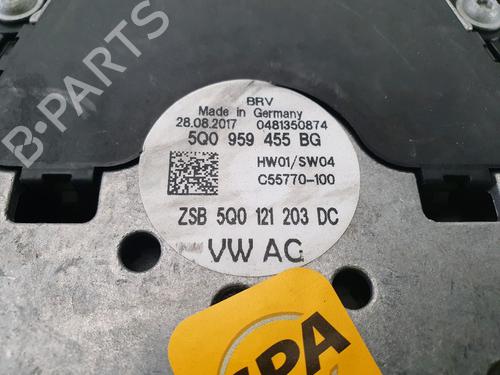 BRV
Made in Germany
28.08.2017 0481350874
5Q0 959 455 BG
HW01/SW04
C55770-100
ZSB 5Q0 121 203 DC
VW AG
B-PARTS